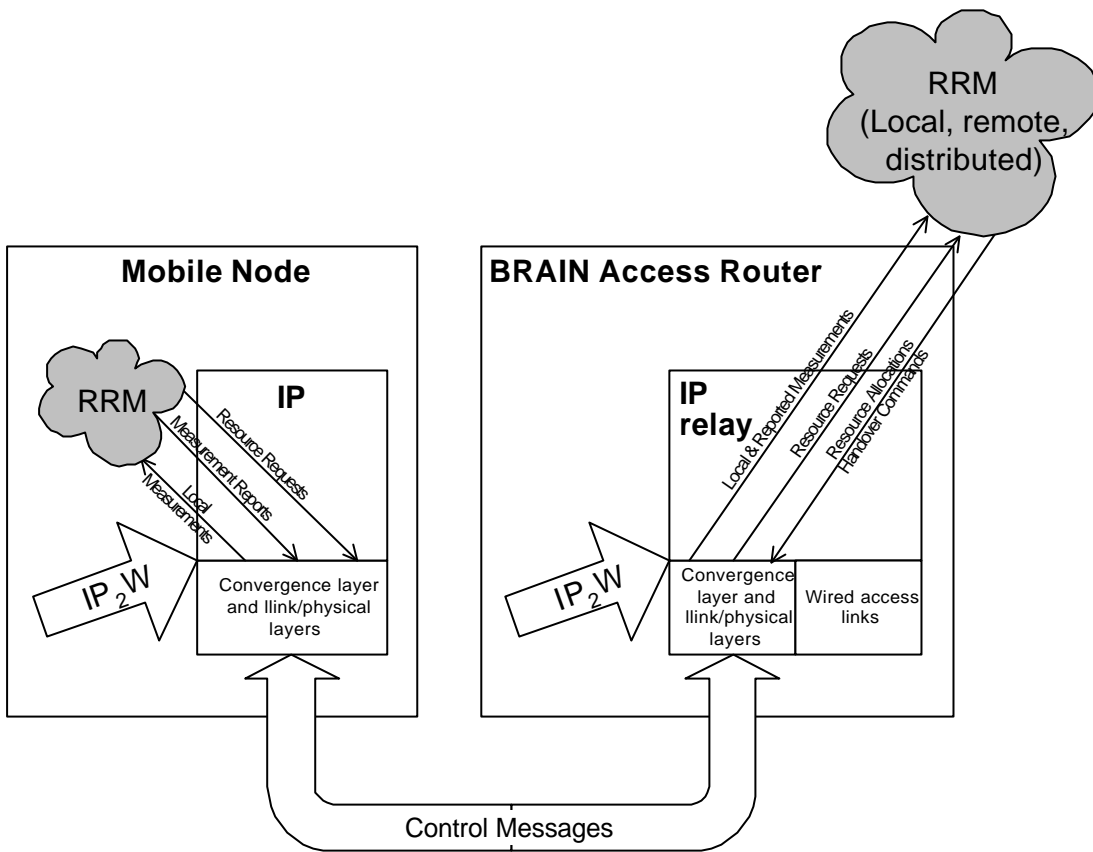 RRM
(Local, remote,
distributed)
Mobile Node
BRAIN Access Router
RRM
IP
Resource Requests
Measurement Reports
Local
Measurements
IP2W
Convergence layer
and llink/physical
layers
IP
relay
Local & Reported Measurements
Resource Requests
Resource Allocations
Handover Commands
IP2W
Convergence
layer and
llink/physical
layers
Wired access
links
Control Messages